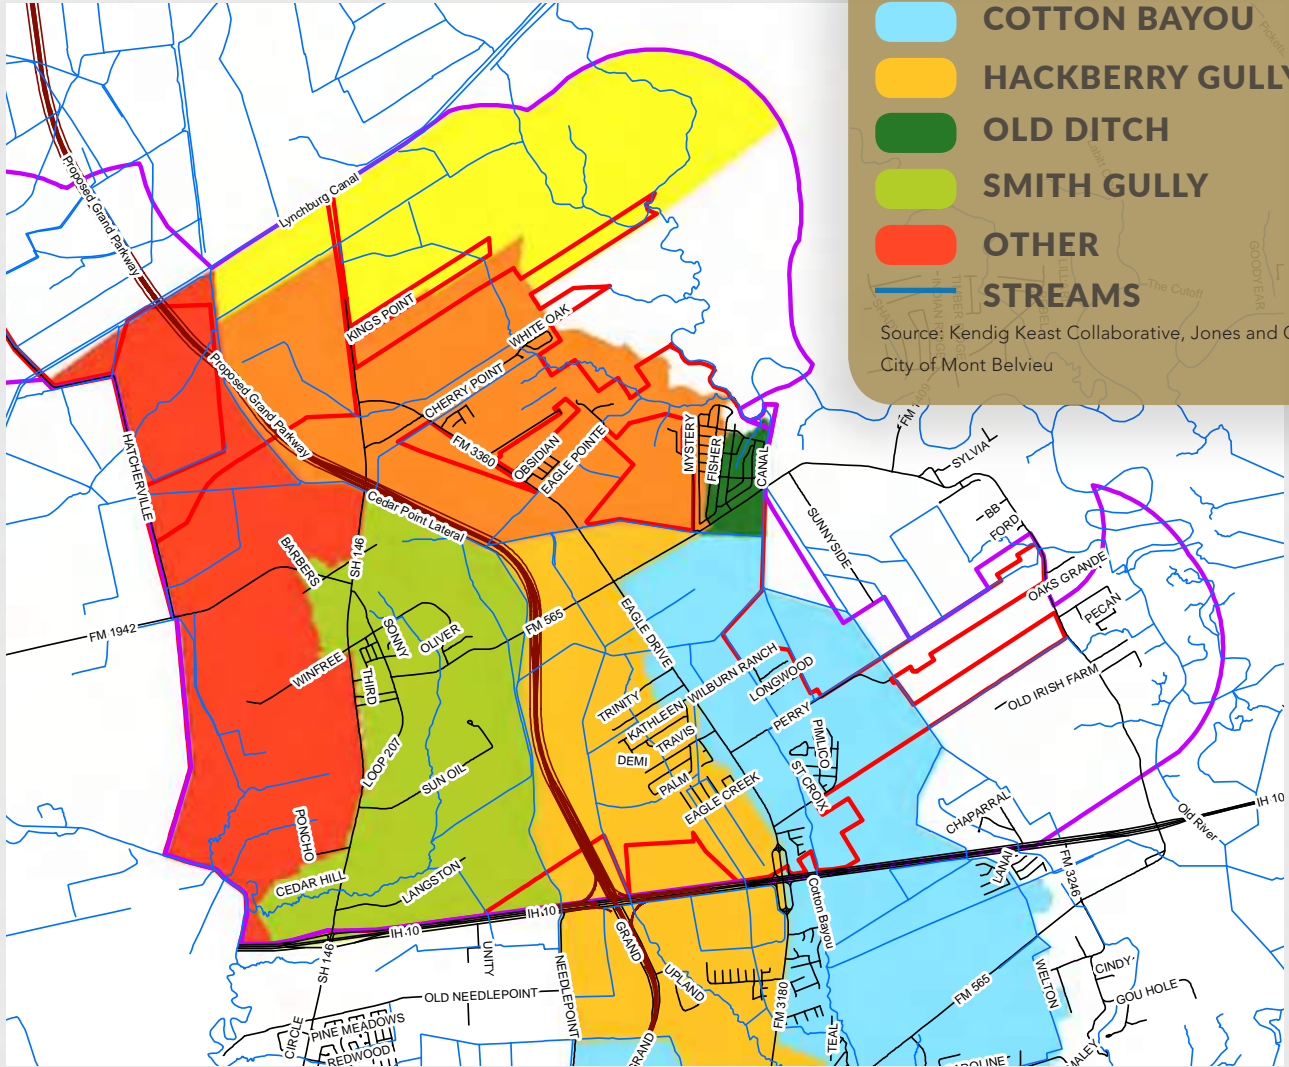 COTTON BAYOU
HACKBERRY GULLY
OLD DITCH
SMITH GULLY
OTHER
STREAMS
Source: Kendig Keast Collaborative, Jones and
City of Mont Belvieu
The Cutoff
GOODYEAR
Proposed Grand Parkway
Lynchburg Canal
KINGS POINT
WHITE OAK
Proposed Grand Parkway
CHERRY POINT
FM 3360
OBSIDIAN
EAGLE POINTE
MYSTERY
FISHER
CANAL
SYLVIA
HATCHERVILLE
Cedar Point Lateral
BARBERS
SH 146
SUNNYSIDE
BB
FORD
OAKS GRANDE
PECAN
FM 1942
FM 565
EAGLE DRIVE
SONNY
OLIVER
WINFREE
THIRD
WILBURN RANCH
LONGWOOD
OLD IRISH FARM
TRINITY
KATHLEEN
PERRY
TRAVIS
PIMLICO
DEMI
LOOP 207
SUN OIL
PALM
EAGLE CREEK
ST CROIX
PONCHO
CHAPARRAL
Old River
IH 10
CEDAR HILL
LANGSTON
LANAI
FM 3246
IH 10
IH 10
Cotton Bayou
GRAND
SH 146
UNITY
NEEDLEPOINT
UPLAND
FM 3180
FM 565
WELTON
CINDY
GOU HOLE
OLD NEEDLEPOINT
CIRCLE
PINE MEADOWS
REDWOOD
GRAND
TEAL